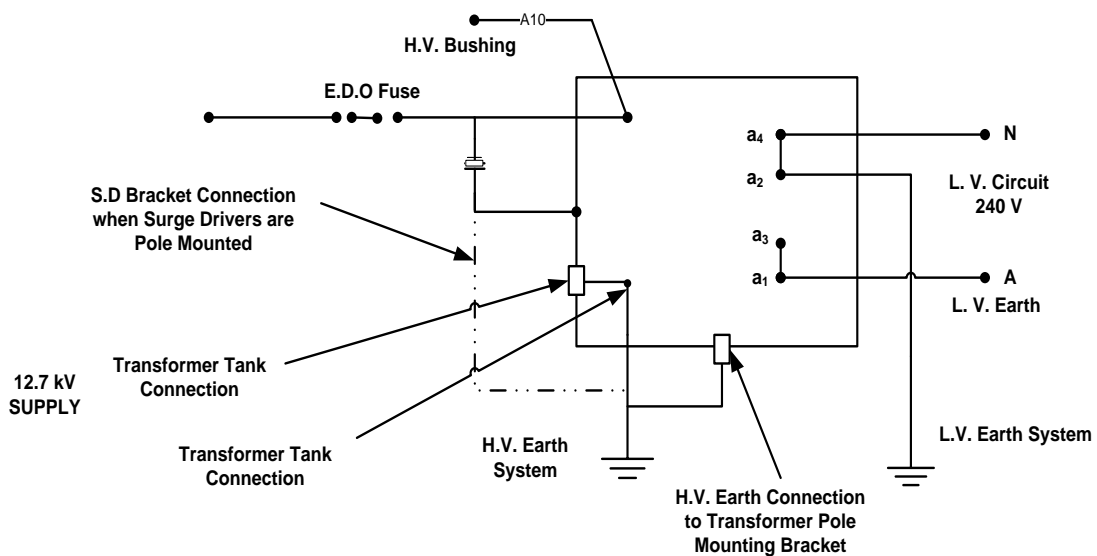 A10
H.V. Bushing
E.D.O Fuse
a4
N
a2
L. V. Circuit
240 V
S.D Bracket Connection
when Surge Drivers are
Pole Mounted
a3
a1
A
L. V. Earth
Transformer Tank
Connection
12.7 kV
SUPPLY
Transformer Tank
Connection
H.V. Earth
System
L.V. Earth System
H.V. Earth Connection
to Transformer Pole
Mounting Bracket